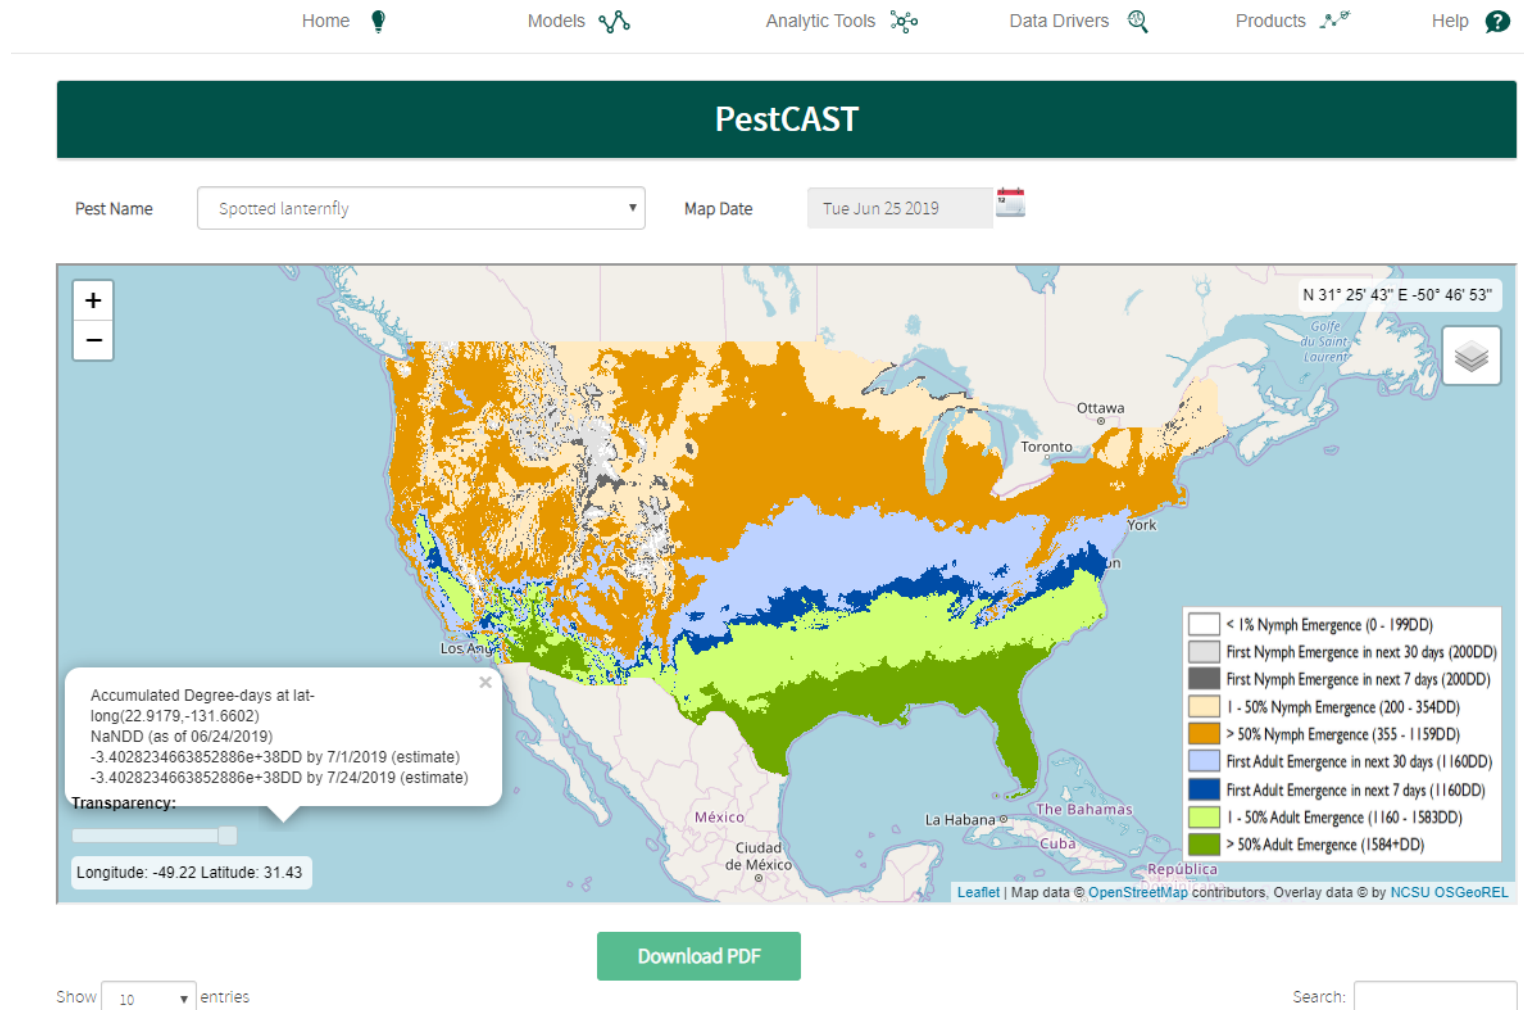 Home
Models
Analytic Tools
Data Drivers
Products
Help
PestCAST
Pest Name
Spotted lanternfly
Map Date
12
Tue Jun 25 2019
+
−
N 31° 25' 43" E -50° 46' 53"
Golfe
du Saint-
Laurent
Ottawa
Toronto
York
on
Los Ang
Accumulated Degree-days at lat-
long(22.9179,-131.6602)
NaNDD (as of 06/24/2019)
-3.4028234663852886e+38DD by 7/1/2019 (estimate)
-3.4028234663852886e+38DD by 7/24/2019 (estimate)
×
Transparency:
Longitude: -49.22 Latitude: 31.43
< 1% Nymph Emergence (0 - 199DD)
First Nymph Emergence in next 30 days (200DD)
First Nymph Emergence in next 7 days (200DD)
1 - 50% Nymph Emergence (200 - 354DD)
> 50% Nymph Emergence (355 - 1159DD)
First Adult Emergence in next 30 days (1160DD)
First Adult Emergence in next 7 days (1160DD)
1 - 50% Adult Emergence (1160 - 1583DD)
> 50% Adult Emergence (1584+DD)
México
Ciudad
de México
La Habana
The Bahamas
Cuba
República
Dominicana
Leaflet | Map data © OpenStreetMap contributors, Overlay data © by NCSU OSGeoREL
Download PDF
Show 10 entries
Search: